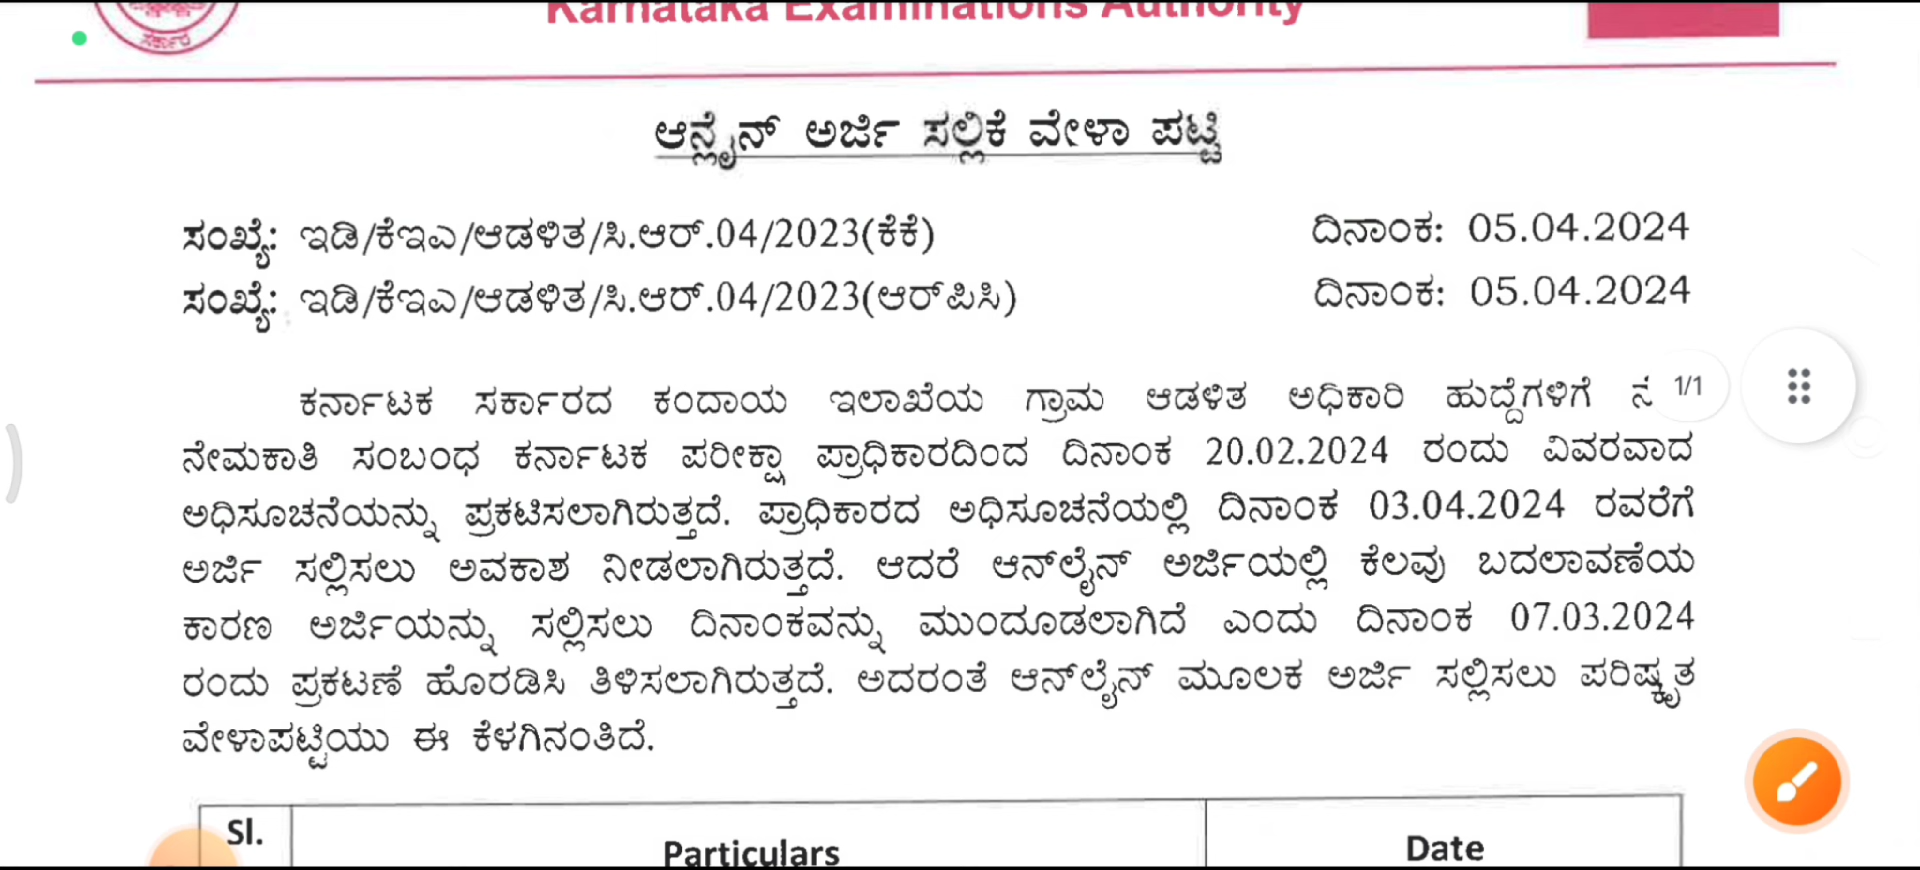 ಸರ್ಕಾರ
Karnataka Examinations Authority
ಆನ್ಲೈನ್ ಅರ್ಜಿ ಸಲ್ಲಿಕೆ ವೇಳಾ ಪಟ್ಟಿ
ಸಂಖ್ಯೆ: ಇಡಿ/ಕೆಇಎ/ಆಡಳಿತ/ಸಿ.ಆರ್.04/2023(ಕೆಕೆ) ದಿನಾಂಕ: 05.04.2024
ಸಂಖ್ಯೆ: ಇಡಿ/ಕೆಇಎ/ಆಡಳಿತ/ಸಿ.ಆರ್.04/2023(ಆರ್‌ಪಿಸಿ) ದಿನಾಂಕ: 05.04.2024
ಕರ್ನಾಟಕ ಸರ್ಕಾರದ ಕಂದಾಯ ಇಲಾಖೆಯ ಗ್ರಾಮ ಆಡಳಿತ ಅಧಿಕಾರಿ ಹುದ್ದೆಗಳಿಗೆ 1/1
ನೇಮಕಾತಿ ಸಂಬಂಧ ಕರ್ನಾಟಕ ಪರೀಕ್ಷಾ ಪ್ರಾಧಿಕಾರದಿಂದ ದಿನಾಂಕ 20.02.2024 ರಂದು ವಿವರವಾದ
ಅಧಿಸೂಚನೆಯನ್ನು ಪ್ರಕಟಿಸಲಾಗಿರುತ್ತದೆ. ಪ್ರಾಧಿಕಾರದ ಅಧಿಸೂಚನೆಯಲ್ಲಿ ದಿನಾಂಕ 03.04.2024 ರವರೆಗೆ
ಅರ್ಜಿ ಸಲ್ಲಿಸಲು ಅವಕಾಶ ನೀಡಲಾಗಿರುತ್ತದೆ. ಆದರೆ ಆನ್‌ಲೈನ್ ಅರ್ಜಿಯಲ್ಲಿ ಕೆಲವು ಬದಲಾವಣೆಯ
ಕಾರಣ ಅರ್ಜಿಯನ್ನು ಸಲ್ಲಿಸಲು ದಿನಾಂಕವನ್ನು ಮುಂದೂಡಲಾಗಿದೆ ಎಂದು ದಿನಾಂಕ 07.03.2024
ರಂದು ಪ್ರಕಟಣೆ ಹೊರಡಿಸಿ ತಿಳಿಸಲಾಗಿರುತ್ತದೆ. ಅದರಂತೆ ಆನ್‌ಲೈನ್ ಮೂಲಕ ಅರ್ಜಿ ಸಲ್ಲಿಸಲು ಪರಿಷ್ಕೃತ
ವೇಳಾಪಟ್ಟಿಯು ಈ ಕೆಳಗಿನಂತಿದೆ.
Sl. Particulars Date